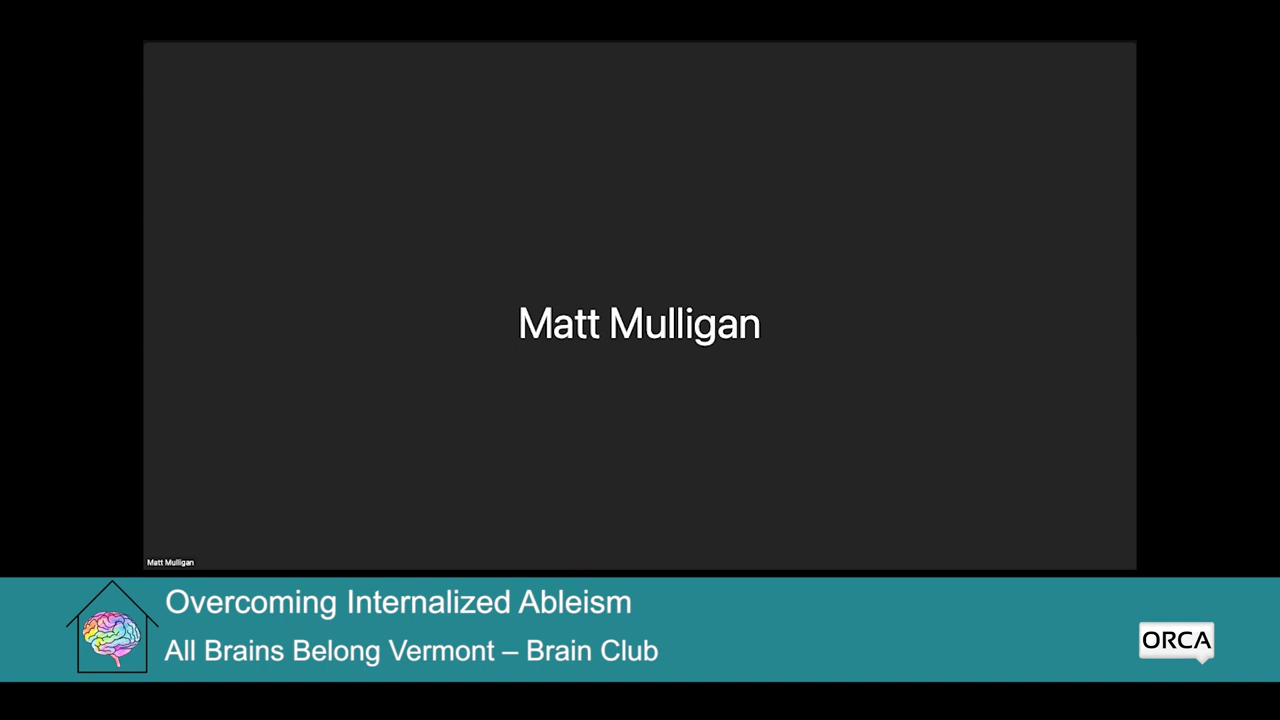 Matt Mulligan
Matt Mulligan
Overcoming Internalized Ableism
All Brains Belong Vermont – Brain Club
ORCA